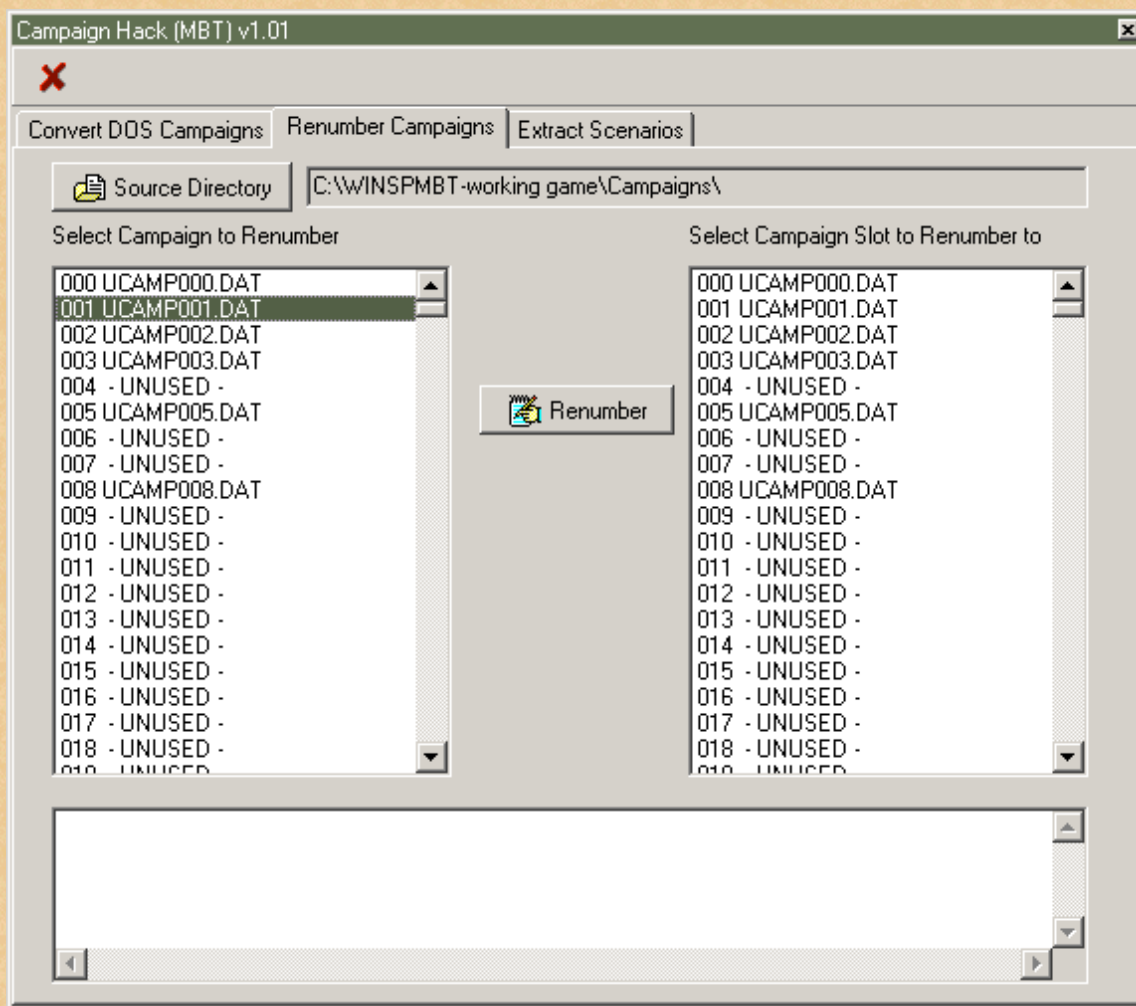 Campaign Hack (MBT) v1.01
Convert DOS Campaigns
Renumber Campaigns
Extract Scenarios
Source Directory
C:\WINSPMBT-working game\Campaigns\
Select Campaign to Renumber
000 UCAMP000.DAT
001 UCAMP001.DAT
002 UCAMP002.DAT
003 UCAMP003.DAT
004 - UNUSED -
005 UCAMP005.DAT
006 - UNUSED -
007 - UNUSED -
008 UCAMP008.DAT
009 - UNUSED -
010 - UNUSED -
011 - UNUSED -
012 - UNUSED -
013 - UNUSED -
014 - UNUSED -
015 - UNUSED -
016 - UNUSED -
017 - UNUSED -
018 - UNUSED -
Renumber
Select Campaign Slot to Renumber to
000 UCAMP000.DAT
001 UCAMP001.DAT
002 UCAMP002.DAT
003 UCAMP003.DAT
004 - UNUSED -
005 UCAMP005.DAT
006 - UNUSED -
007 - UNUSED -
008 UCAMP008.DAT
009 - UNUSED -
010 - UNUSED -
011 - UNUSED -
012 - UNUSED -
013 - UNUSED -
014 - UNUSED -
015 - UNUSED -
016 - UNUSED -
017 - UNUSED -
018 - UNUSED -